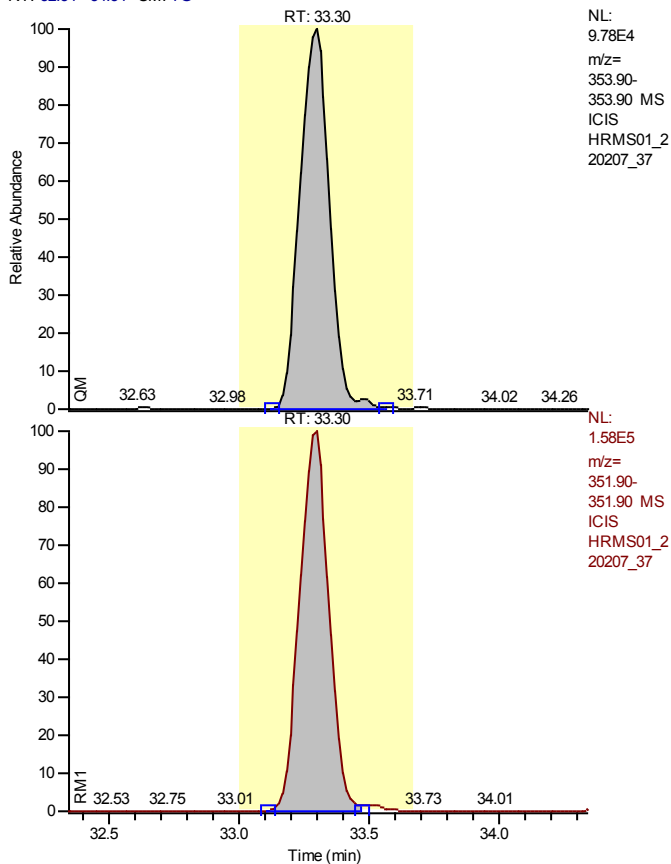 RT: 33.30
NL:
9.78E4
m/z=
353.90-
353.90 MS
ICIS
HRMS01_2
20207_37
100
90
80
70
60
50
40
30
20
10
0
Relative Abundance
QM
32.63
32.98
33.71
34.02
34.26
RT: 33.30
NL:
1.58E5
m/z=
351.90-
351.90 MS
ICIS
HRMS01_2
20207_37
100
90
80
70
60
50
40
30
20
10
0
RM1
32.53
32.75
33.01
33.73
34.01
32.5
33.0
33.5
34.0
Time (min)